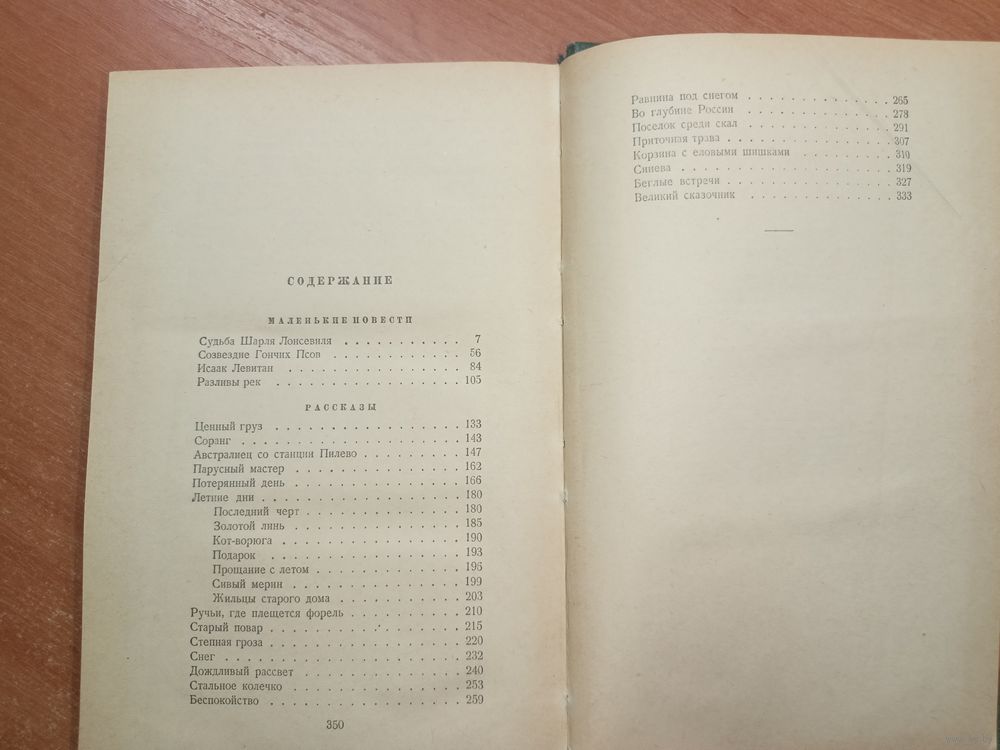 СОДЕРЖАНИЕ
МАЛЕНЬКИЕ ПОВЕСТИ
Судьба Шарля Лонсевиля . . . . . . . . . . . 7
Созвездие Гончих Псов . . . . . . . . . . . 56
Исаак Левитан . . . . . . . . . . . . . . . 84
Разливы рек . . . . . . . . . . . . . . . . 105
РАССКАЗЫ
Ценный груз . . . . . . . . . . . . . . . . 133
Соранг . . . . . . . . . . . . . . . . . . 143
Австралиец со станции Пилево . . . . . . . . 147
Парусный мастер . . . . . . . . . . . . . . 162
Потерянный день . . . . . . . . . . . . . . 166
Летние дни . . . . . . . . . . . . . . . . 180
Последний черт . . . . . . . . . . . . . . 180
Золотой линь . . . . . . . . . . . . . . . 185
Кот-ворюга . . . . . . . . . . . . . . . . 190
Подарок . . . . . . . . . . . . . . . . . 193
Прощание с летом . . . . . . . . . . . . . 196
Сивый мерин . . . . . . . . . . . . . . . 199
Жильцы старого дома . . . . . . . . . . . 203
Ручьи, где плещется форель . . . . . . . . 210
Старый повар . . . . . . . . . . . . . . . 215
Степная гроза . . . . . . . . . . . . . . 220
Снег . . . . . . . . . . . . . . . . . . . 232
Дождливый рассвет . . . . . . . . . . . . 240
Стальное колечко . . . . . . . . . . . . . 253
Беспокойство . . . . . . . . . . . . . . . 259
350
Равнина под снегом . . . . . . . . . . . . 265
Во глубине России . . . . . . . . . . . . 278
Поселок среди скал . . . . . . . . . . . . 291
Приточная трава . . . . . . . . . . . . . 307
Корзина с еловыми шишками . . . . . . . . 310
Синева . . . . . . . . . . . . . . . . . . 319
Беглые встречи . . . . . . . . . . . . . . 327
Великий сказочник . . . . . . . . . . . . 333